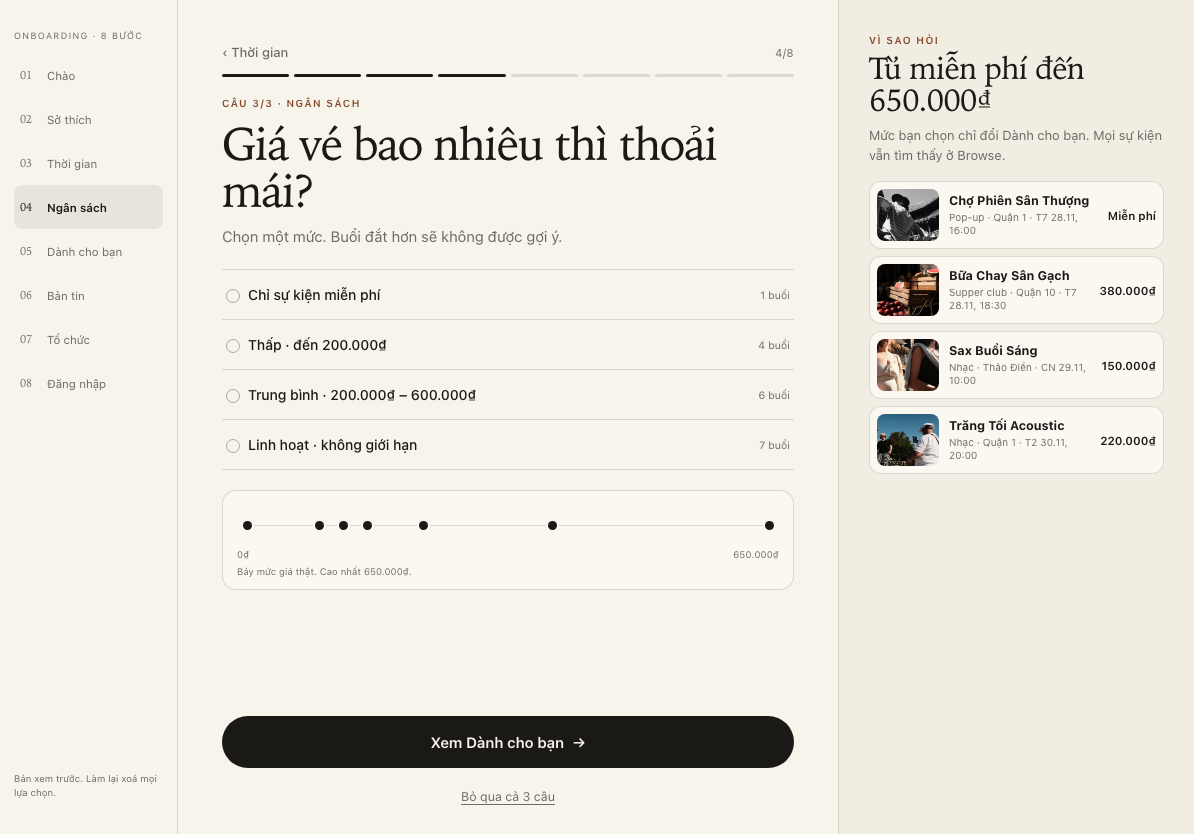 ONBOARDING · 8 BƯỚC
01 Chào
02 Sở thích
03 Thời gian
04 Ngân sách
05 Dành cho bạn
06 Bản tin
07 Tổ chức
08 Đăng nhập
Bản xem trước. Làm lại xoá mọi
lựa chọn.
‹ Thời gian
4/8
CÂU 3/3 · NGÂN SÁCH
Giá vé bao nhiêu thì thoải
mái?
Chọn một mức. Buổi đắt hơn sẽ không được gợi ý.
Chỉ sự kiện miễn phí
1 buổi
Thấp · đến 200.000₫
4 buổi
Trung bình · 200.000₫ – 600.000₫
6 buổi
Linh hoạt · không giới hạn
7 buổi
0₫
650.000₫
Bảy mức giá thật. Cao nhất 650.000₫.
Xem Dành cho bạn →
Bỏ qua cả 3 câu
VÌ SAO HỎI
Từ miễn phí đến
650.000₫
Mức bạn chọn chỉ đổi Dành cho bạn. Mọi sự kiện
vẫn tìm thấy ở Browse.
Chợ Phiên Sân Thượng
Pop-up · Quận 1 · T7 28.11,
16:00
Miễn phí
Bữa Chay Sân Gạch
Supper club · Quận 10 · T7
28.11, 18:30
380.000₫
Sax Buổi Sáng
Nhạc · Thảo Điền · CN 29.11,
10:00
150.000₫
Trăng Tối Acoustic
Nhạc · Quận 1 · T2 30.11,
20:00
220.000₫